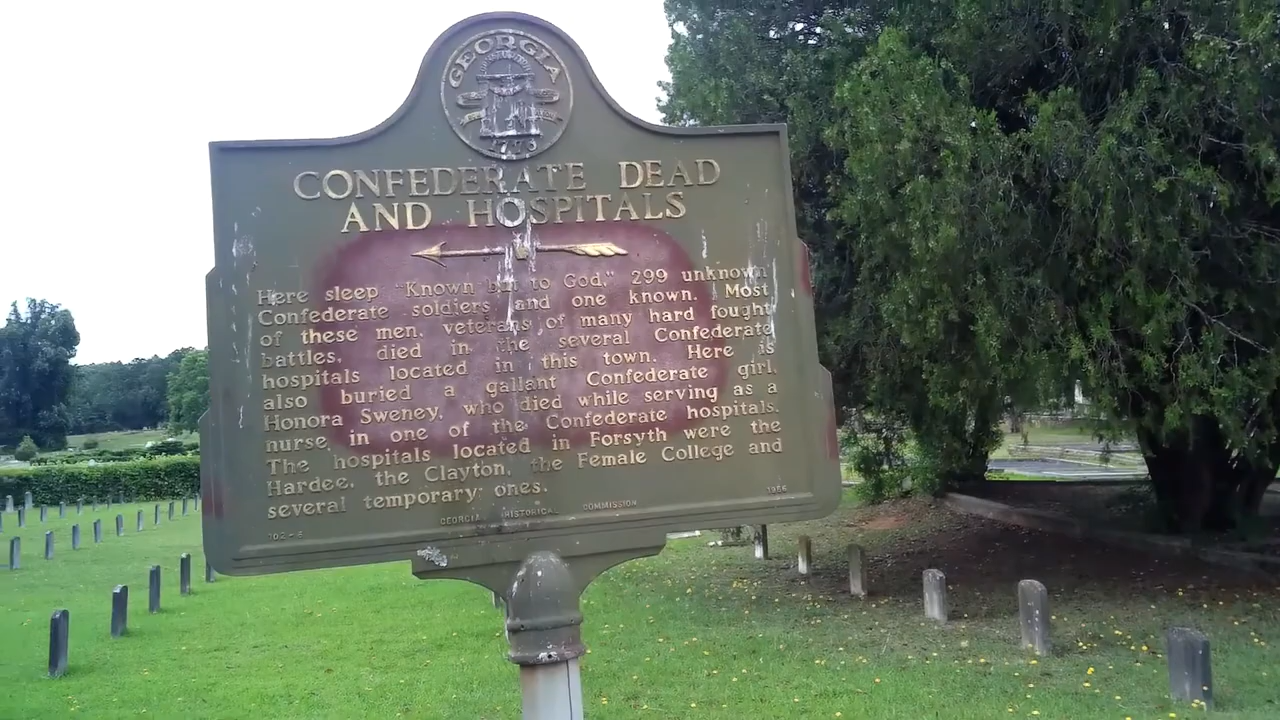 GEORGIA
1776
CONFEDERATE DEAD
AND HOSPITALS
Here sleep "Known but to God," 299 unknown
Confederate soldiers and one known. Most
of these men, veterans of many hard fought
battles, died in the several Confederate
hospitals located in this town. Here is
also buried a gallant Confederate girl,
Honora Sweney, who died while serving as a
nurse in one of the Confederate hospitals.
The hospitals located in Forsyth were the
Hardee, the Clayton, the Female College and
several temporary ones.
GEORGIA HISTORICAL COMMISSION
102-6 1956